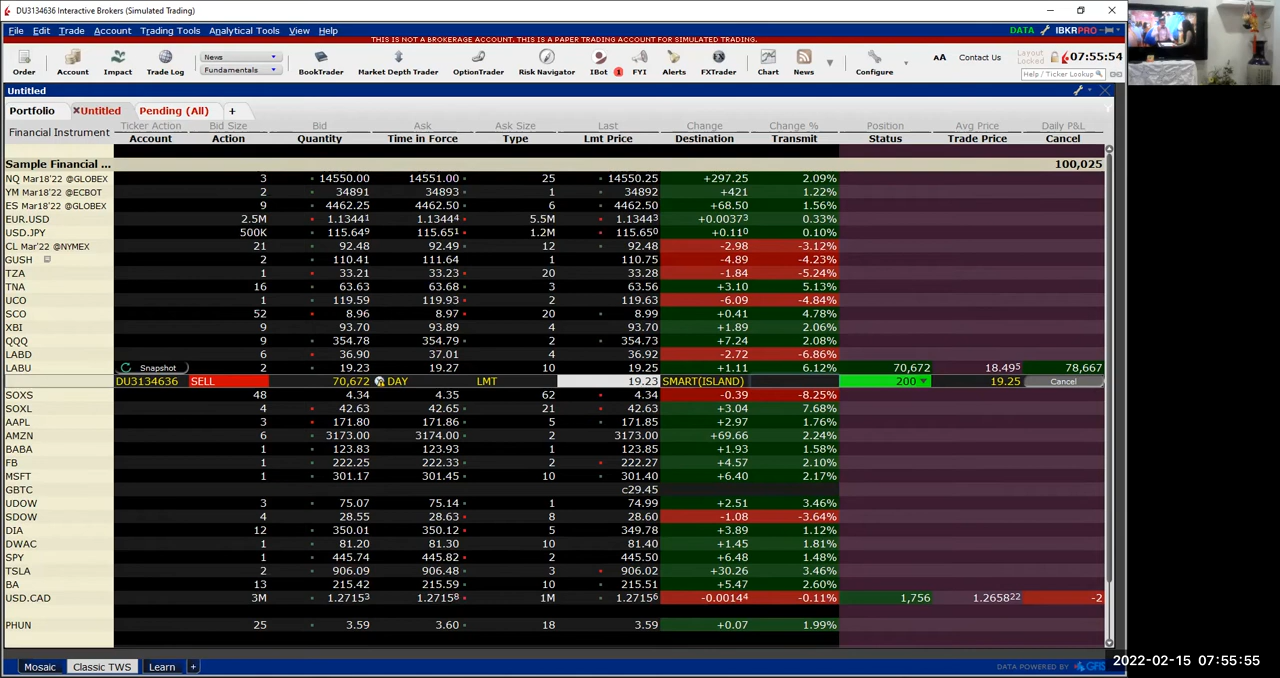 DU3134636 Interactive Brokers (Simulated Trading)
File Edit Trade Account Trading Tools Analytical Tools View Help DATA IBKRPRO
THIS IS NOT A BROKERAGE ACCOUNT. THIS IS A PAPER TRADING ACCOUNT FOR SIMULATED TRADING.
Order Account Impact Trade Log News Fundamentals BookTrader Market Depth Trader OptionTrader Risk Navigator IBot 1 FYI Alerts FXTrader Chart News Configure AA Contact Us Layout Locked 07:55:54
Help / Ticker Lookup
Untitled
Portfolio Untitled Pending (All) +
Financial Instrument Ticker Action Bid Size Bid Ask Ask Size Last Change Change % Position Avg Price Daily P&L
Account Action Quantity Time in Force Type Lmt Price Destination Transmit Status Trade Price Cancel
Sample Financial ... 100,025
NQ Mar18'22 @GLOBEX 3 14550.00 14551.00 25 14550.25 +297.25 2.09%
YM Mar18'22 @ECBOT 2 34891 34893 1 34892 +421 1.22%
ES Mar18'22 @GLOBEX 9 4462.25 4462.50 6 4462.50 +68.50 1.56%
EUR.USD 2.5M 1.13441 1.13444 5.5M 1.13443 +0.00373 0.33%
USD.JPY 500K 115.649 115.651 1.2M 115.650 +0.110 0.10%
CL Mar'22 @NYMEX 21 92.48 92.49 12 92.48 -2.98 -3.12%
GUSH 2 110.41 111.64 1 110.75 -4.89 -4.23%
TZA 1 33.21 33.23 20 33.28 -1.84 -5.24%
TNA 16 63.63 63.68 3 63.56 +3.10 5.13%
UCO 1 119.59 119.93 2 119.63 -6.09 -4.84%
SCO 52 8.96 8.97 20 8.99 +0.41 4.78%
XBI 9 93.70 93.89 4 93.70 +1.89 2.06%
QQQ 9 354.78 354.79 2 354.73 +7.24 2.08%
LABD 6 36.90 37.01 4 36.92 -2.72 -6.86%
LABU Snapshot 2 19.23 19.27 10 19.25 +1.11 6.12% 70,672 18.495 78,667
DU3134636 SELL 70,672 DAY LMT 19.23 SMART(ISLAND) 200 19.25 Cancel
SOXS 48 4.34 4.35 62 4.34 -0.39 -8.25%
SOXL 4 42.63 42.65 21 42.63 +3.04 7.68%
AAPL 3 171.80 171.86 5 171.85 +2.97 1.76%
AMZN 6 3173.00 3174.00 2 3173.00 +69.66 2.24%
BABA 1 123.83 123.93 1 123.85 +1.93 1.58%
FB 1 222.25 222.33 2 222.27 +4.57 2.10%
MSFT 1 301.17 301.45 10 301.40 +6.40 2.17%
GBTC c29.45
UDOW 3 75.07 75.14 1 74.99 +2.51 3.46%
SDOW 4 28.55 28.63 8 28.60 -1.08 -3.64%
DIA 12 350.01 350.12 5 349.78 +3.89 1.12%
DWAC 1 81.20 81.30 10 81.40 +1.45 1.81%
SPY 1 445.74 445.82 2 445.50 +6.48 1.48%
TSLA 2 906.09 906.48 3 906.02 +30.26 3.46%
BA 13 215.42 215.59 10 215.51 +5.47 2.60%
USD.CAD 3M 1.27153 1.27158 1M 1.27156 -0.00144 -0.11% 1,756 1.265822 -2
PHUN 25 3.59 3.60 18 3.59 +0.07 1.99%
Mosaic Classic TWS Learn + DATA POWERED BY GFIS
2022-02-15 07:55:55